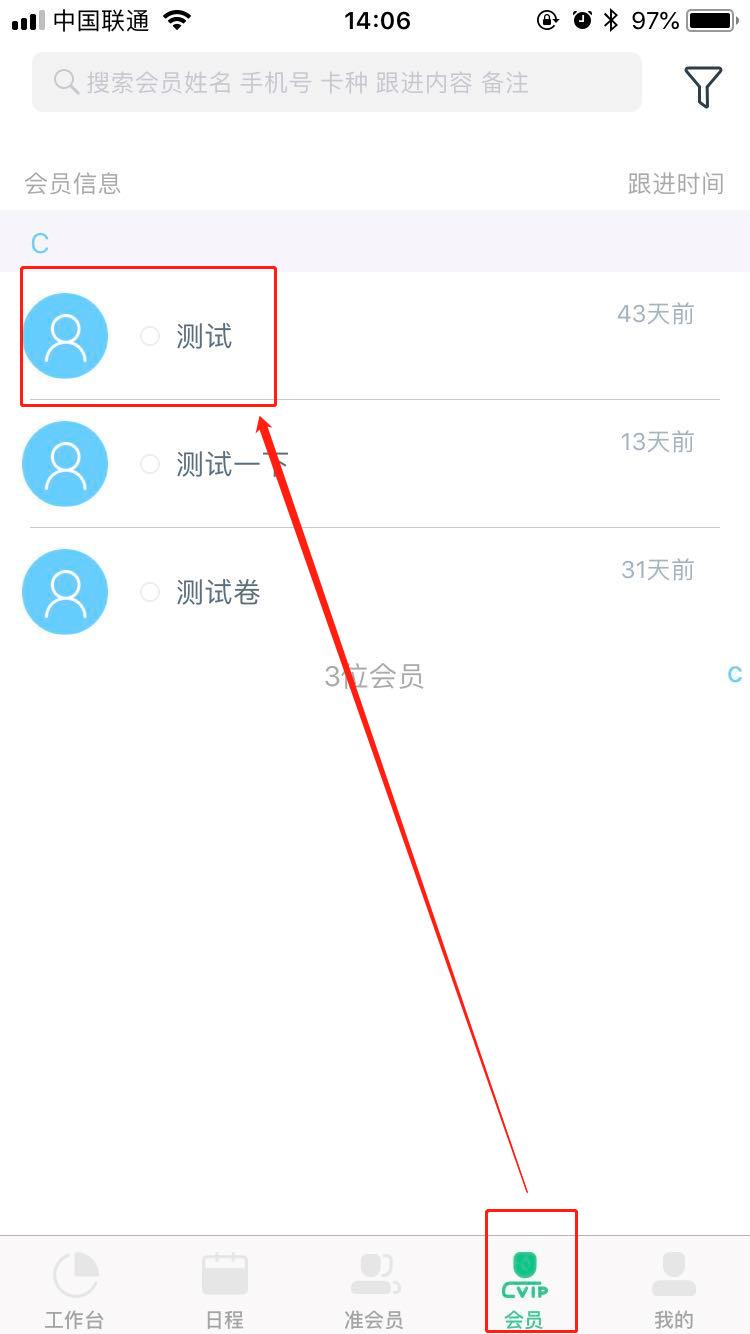 中国联通 14:06 97%
搜索会员姓名 手机号 卡种 跟进内容 备注
会员信息 跟进时间
C
测试 43天前
测试一下 13天前
测试卷 31天前
3位会员 C
VIP
工作台 日程 准会员 会员 我的